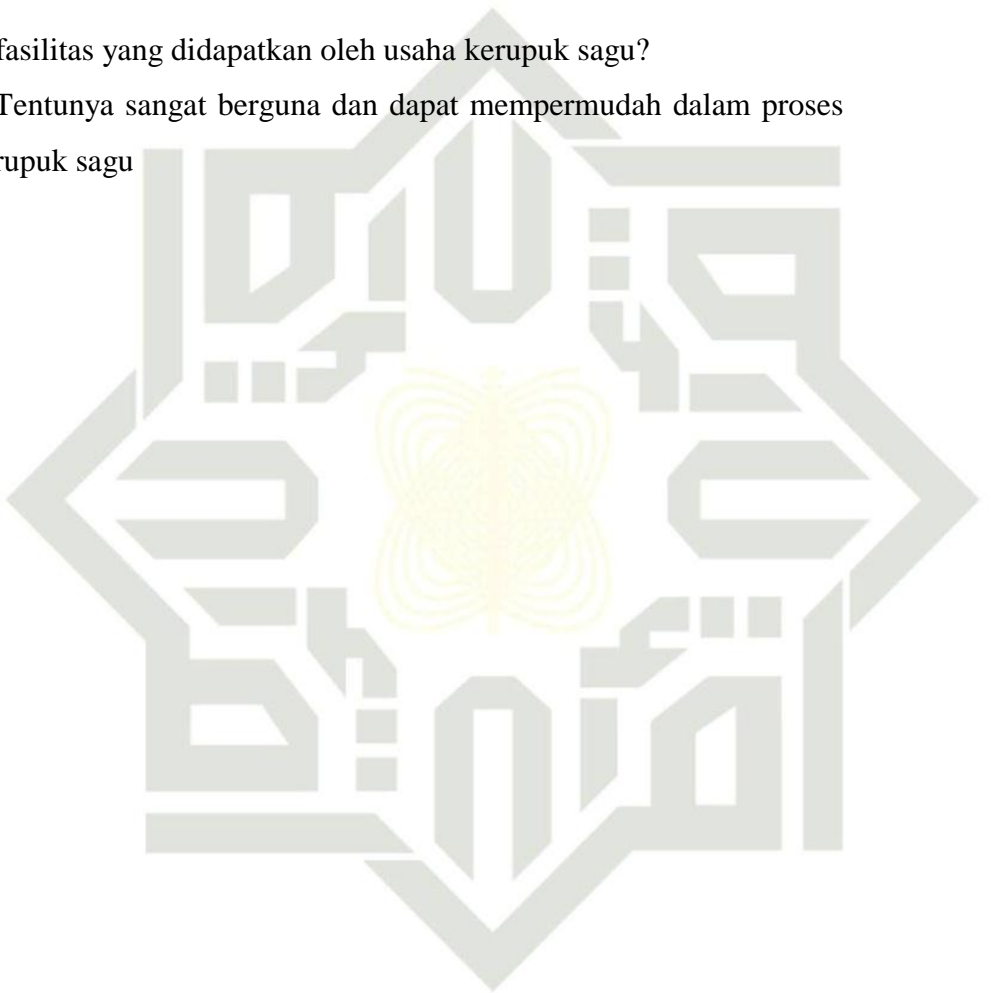 fasilitas yang didapatkan oleh usaha kerupuk sagu?
Tentunya sangat berguna dan dapat mempermudah dalam proses
rupuk sagu